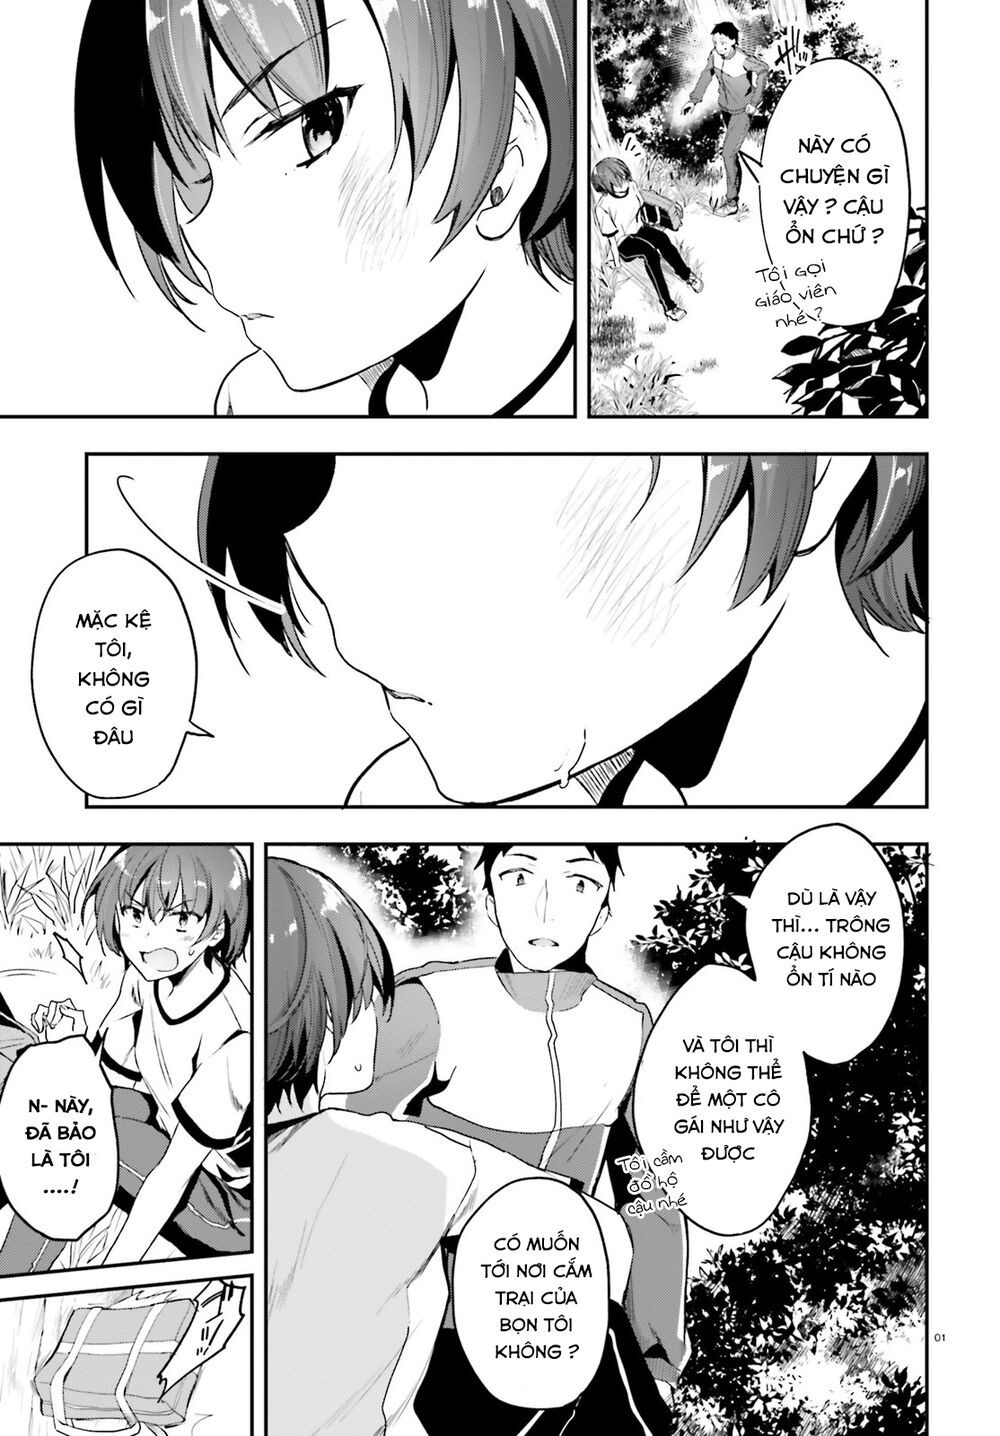 NÀY CÓ
CHUYỆN GÌ
VẬY ? CẬU
ỔN CHỨ ?
TÔI GỌI
GIÁO VIÊN
NHÉ ?
MẶC KỆ
TÔI,
KHÔNG
CÓ GÌ
ĐÂU
DÙ LÀ VẬY
THÌ... TRÔNG
CẬU KHÔNG
ỔN TÍ NÀO
VÀ TÔI THÌ
KHÔNG THỂ
ĐỂ MỘT CÔ
GÁI NHƯ VẬY
ĐƯỢC
TÔI CẦM
ĐỒ HỘ
CẬU NHÉ
CÓ MUỐN
TỚI NƠI CẮM
TRẠI CỦA
BỌN TÔI
KHÔNG ?
N- NÀY,
ĐÃ BẢO
LÀ TÔI
....!
01